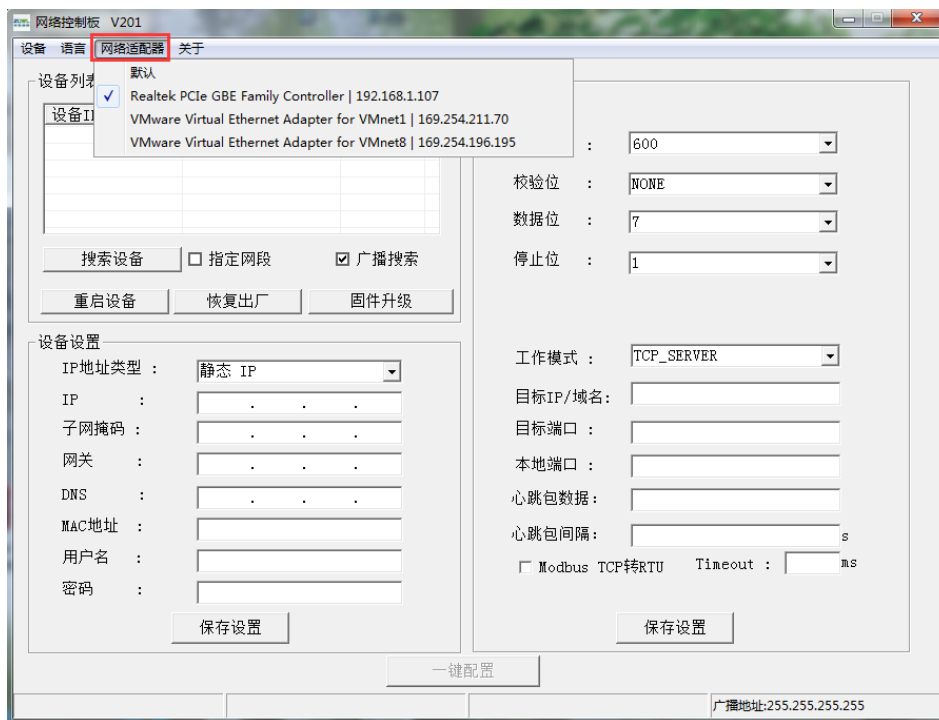 网络控制板 V201
设备 语言 网络适配器 关于
默认
Realtek PCIe GBE Family Controller | 192.168.1.107
VMware Virtual Ethernet Adapter for VMnet1 | 169.254.211.70
VMware Virtual Ethernet Adapter for VMnet8 | 169.254.196.195
设备列表
设备I
搜索设备 指定网段 广播搜索
重启设备 恢复出厂 固件升级
设备设置
IP地址类型 : 静态 IP
IP :
子网掩码 :
网关 :
DNS :
MAC地址 :
用户名 :
密码 :
保存设置
: 600
校验位 : NONE
数据位 : 7
停止位 : 1
工作模式 : TCP_SERVER
目标IP/域名:
目标端口 :
本地端口 :
心跳包数据:
心跳包间隔: s
Modbus TCP转RTU Timeout : ms
保存设置
一键配置
广播地址:255.255.255.255